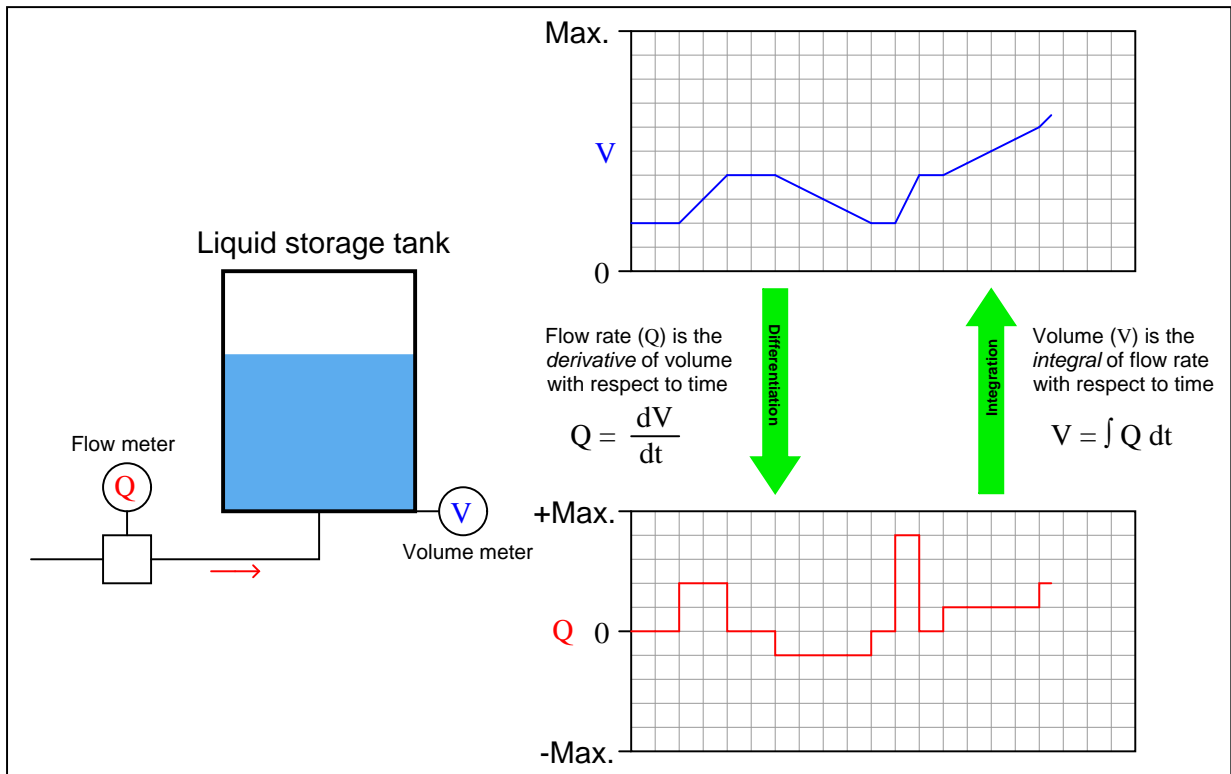 Max.
V
0
Liquid storage tank
Flow meter
Q
V
Volume meter
Flow rate (Q) is the
derivative of volume
with respect to time
Q = dV
dt
Differentiation
Integration
Volume (V) is the
integral of flow rate
with respect to time
V = ∫ Q dt
+Max.
Q 0
-Max.